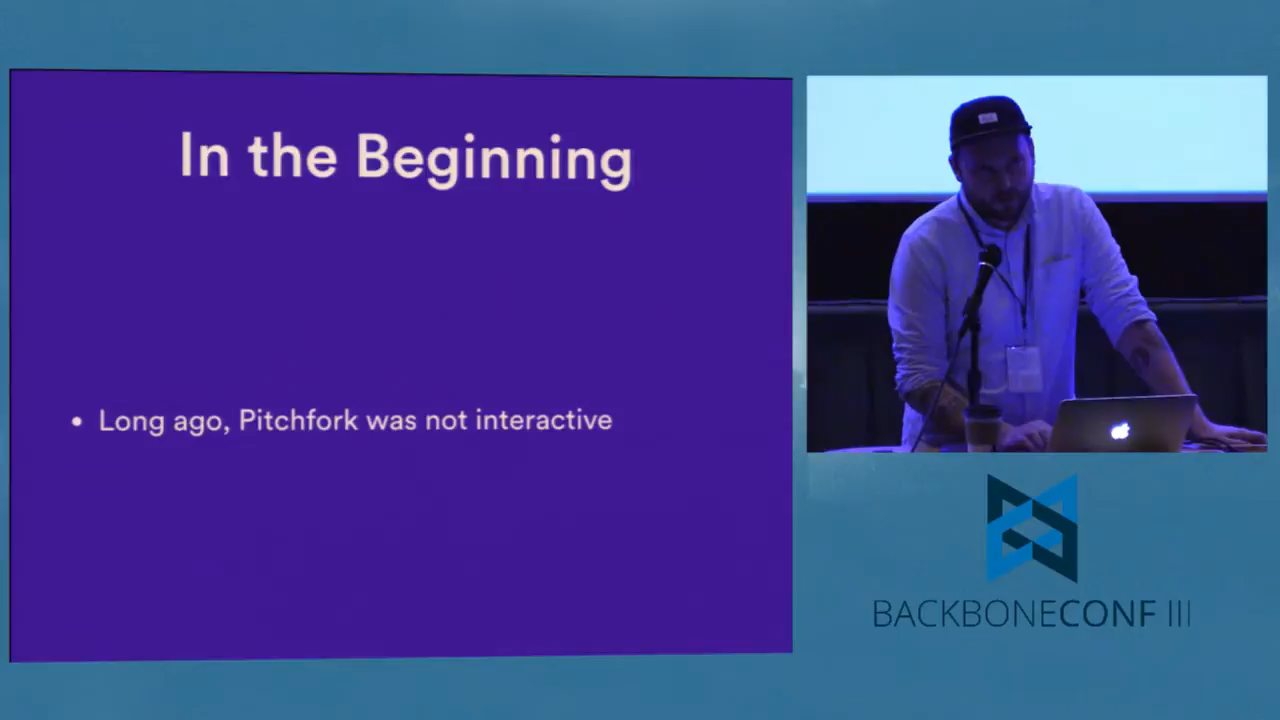 In the Beginning
• Long ago, Pitchfork was not interactive
BACKBONECONF III